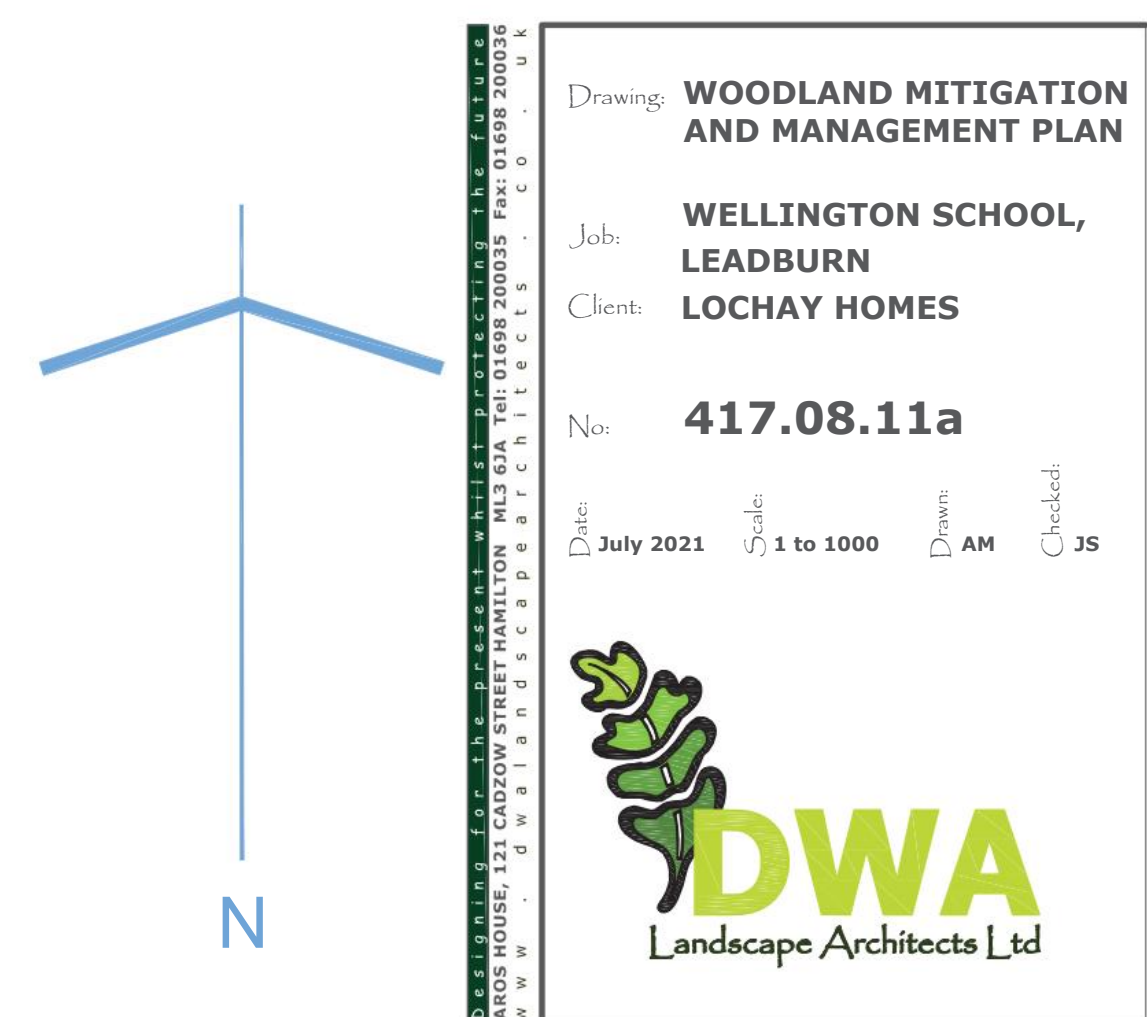 N
Designing for the present whilst protecting the future
AROS HOUSE, 121 CADZOW STREET HAMILTON ML3 6JA Tel: 01698 200035 Fax: 01698 200036
www.dwalandscapearchitects.co.uk
Drawing: WOODLAND MITIGATION
AND MANAGEMENT PLAN
Job: WELLINGTON SCHOOL,
LEADBURN
Client: LOCHAY HOMES
No: 417.08.11a
Date: July 2021 Scale: 1 to 1000 Drawn: AM Checked: JS
DWA
Landscape Architects Ltd